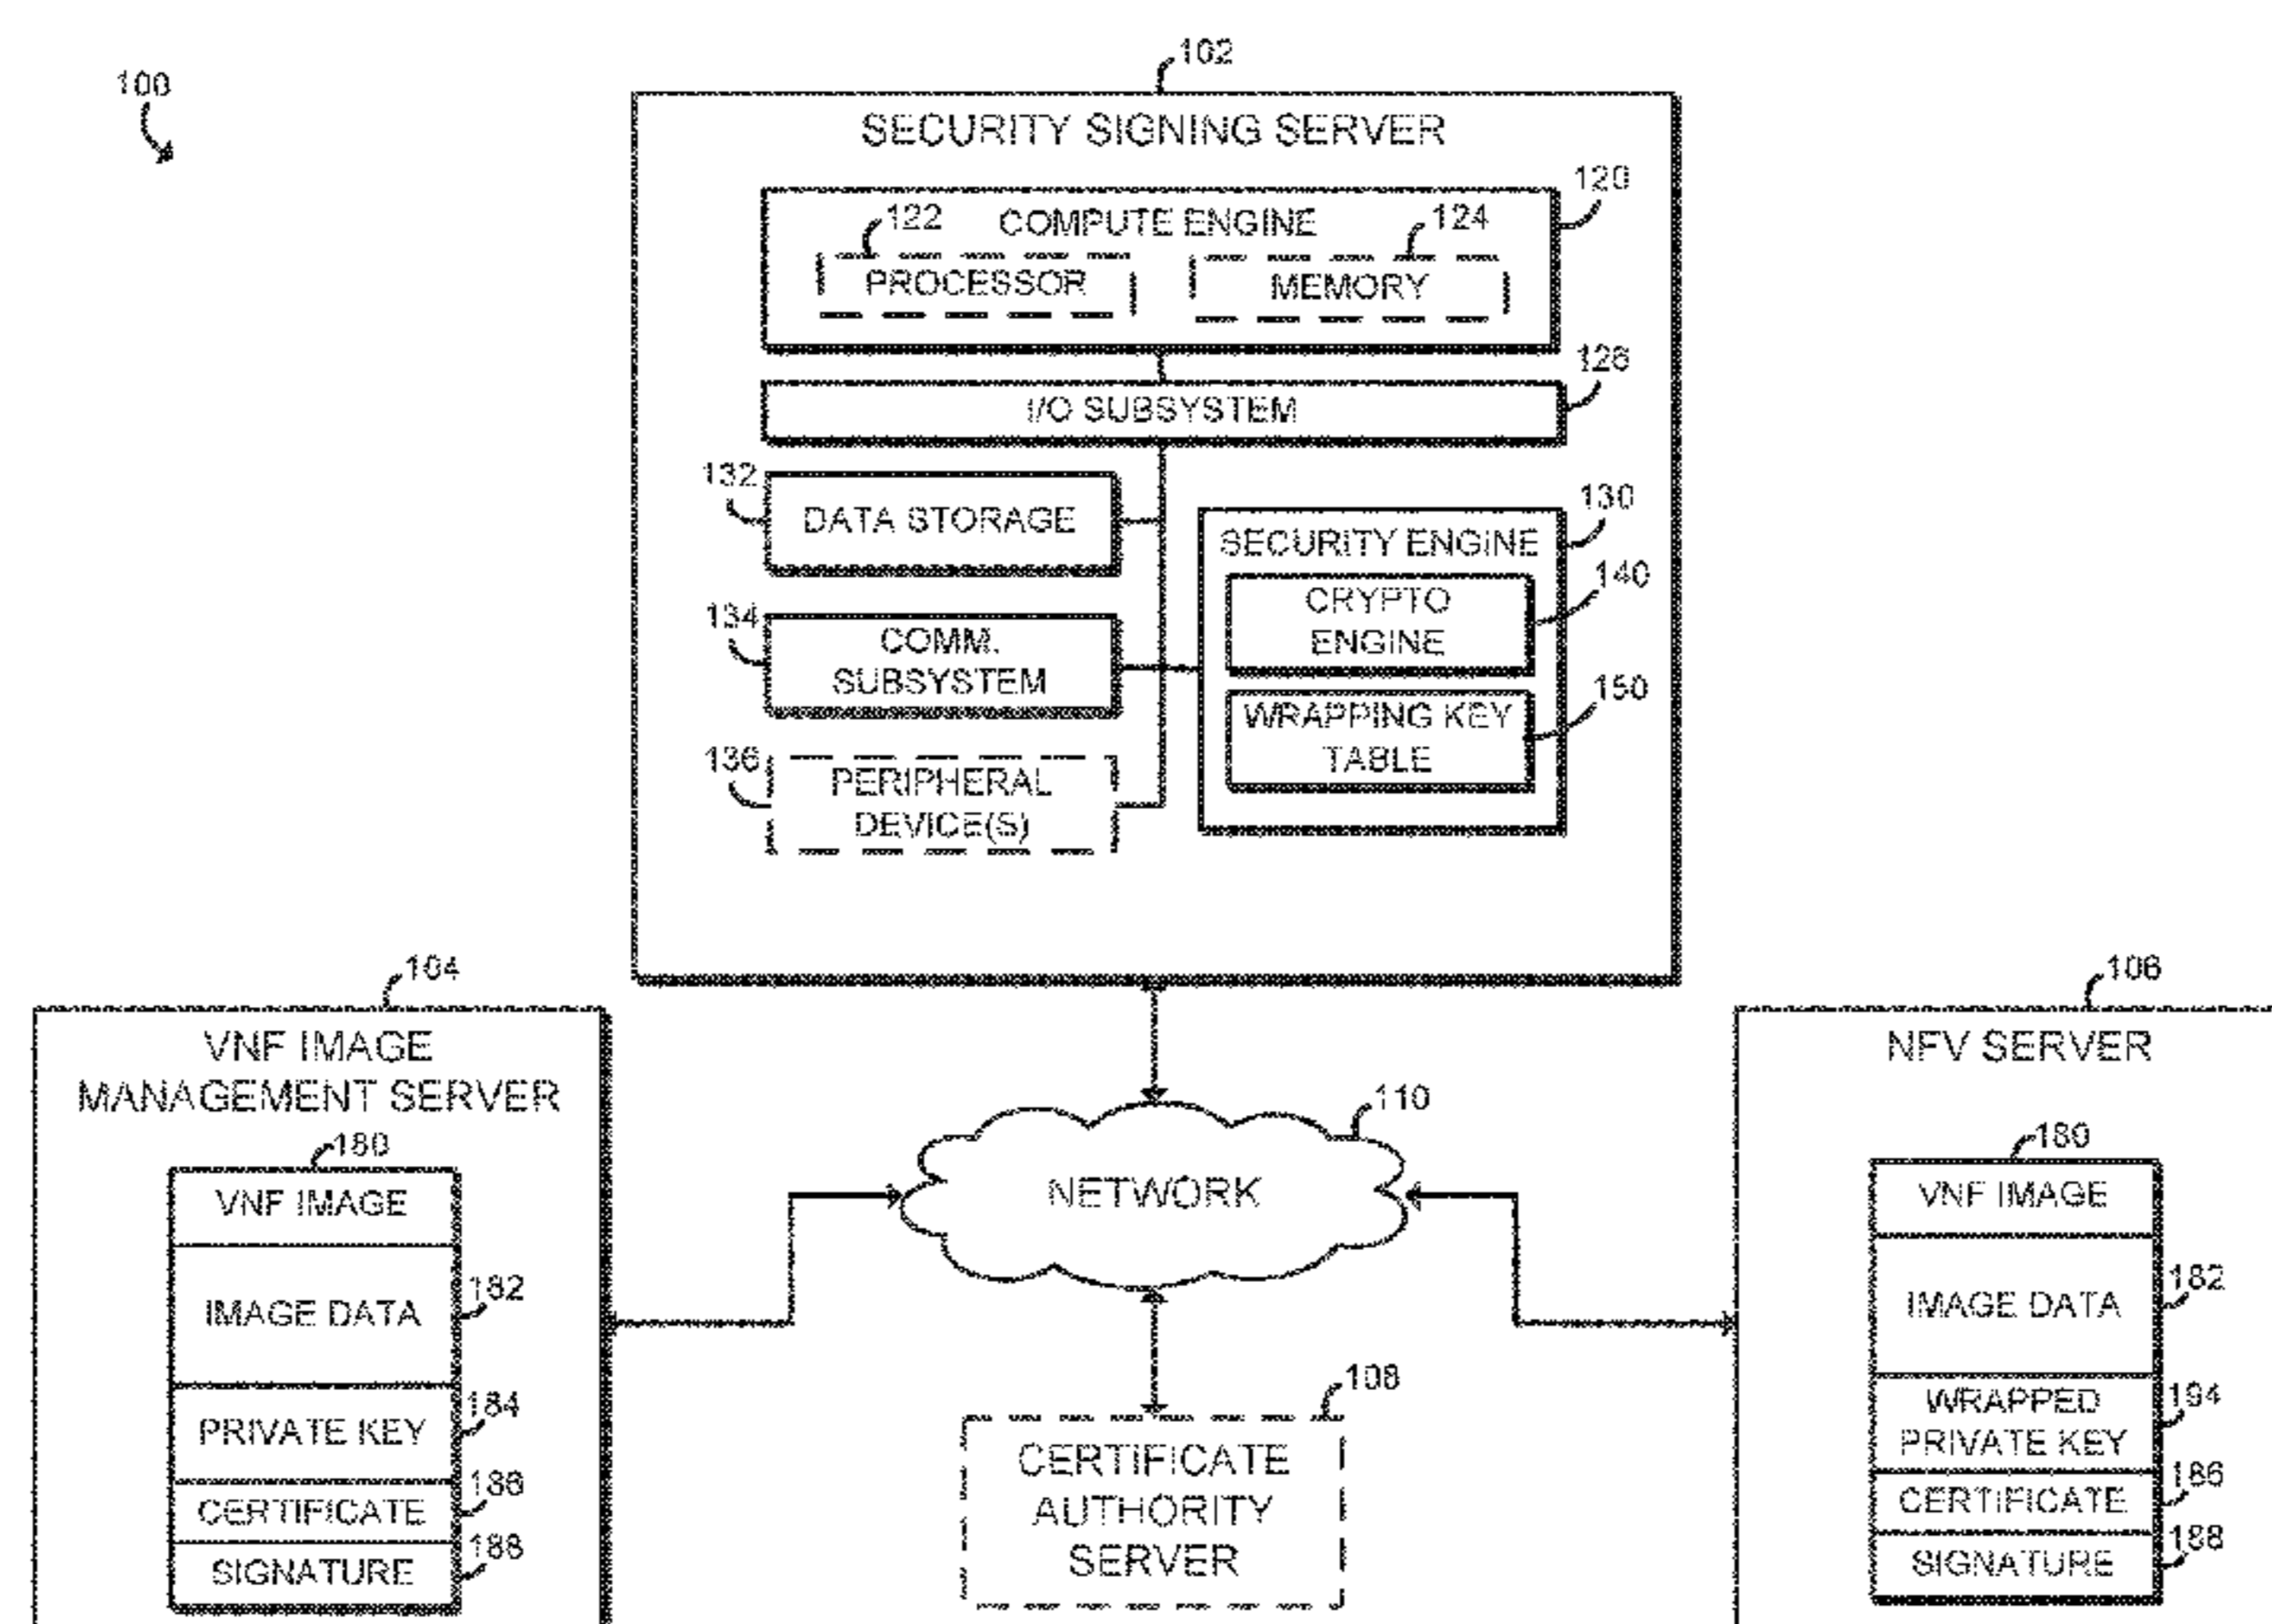 100
102
SECURITY SIGNING SERVER
120
COMPUTE ENGINE
122
PROCESSOR
124
MEMORY
126
I/O SUBSYSTEM
132
DATA STORAGE
134
COMM.
SUBSYSTEM
136
PERIPHERAL
DEVICE(S)
130
SECURITY ENGINE
140
CRYPTO
ENGINE
150
WRAPPING KEY
TABLE
104
VNF IMAGE
MANAGEMENT SERVER
180
VNF IMAGE
IMAGE DATA
182
PRIVATE KEY
184
CERTIFICATE
186
SIGNATURE
188
110
NETWORK
108
CERTIFICATE
AUTHORITY
SERVER
106
NFV SERVER
180
VNF IMAGE
IMAGE DATA
182
WRAPPED
PRIVATE KEY
194
CERTIFICATE
186
SIGNATURE
188